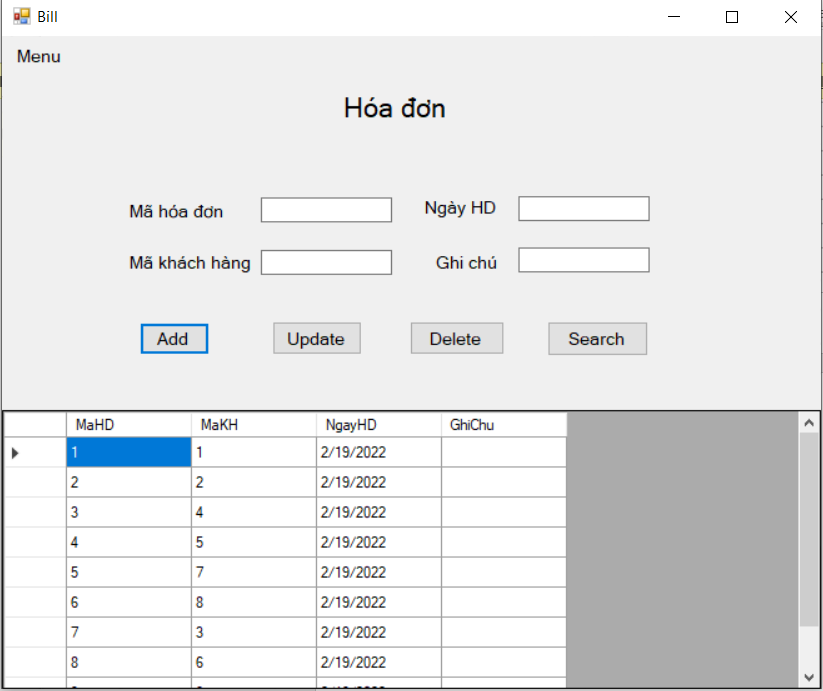 Bill
Menu
Hóa đơn
Mã hóa đơn Ngày HD
Mã khách hàng Ghi chú
Add Update Delete Search
MaHD MaKH NgayHD GhiChu
1 1 2/19/2022
2 2 2/19/2022
3 4 2/19/2022
4 5 2/19/2022
5 7 2/19/2022
6 8 2/19/2022
7 3 2/19/2022
8 6 2/19/2022